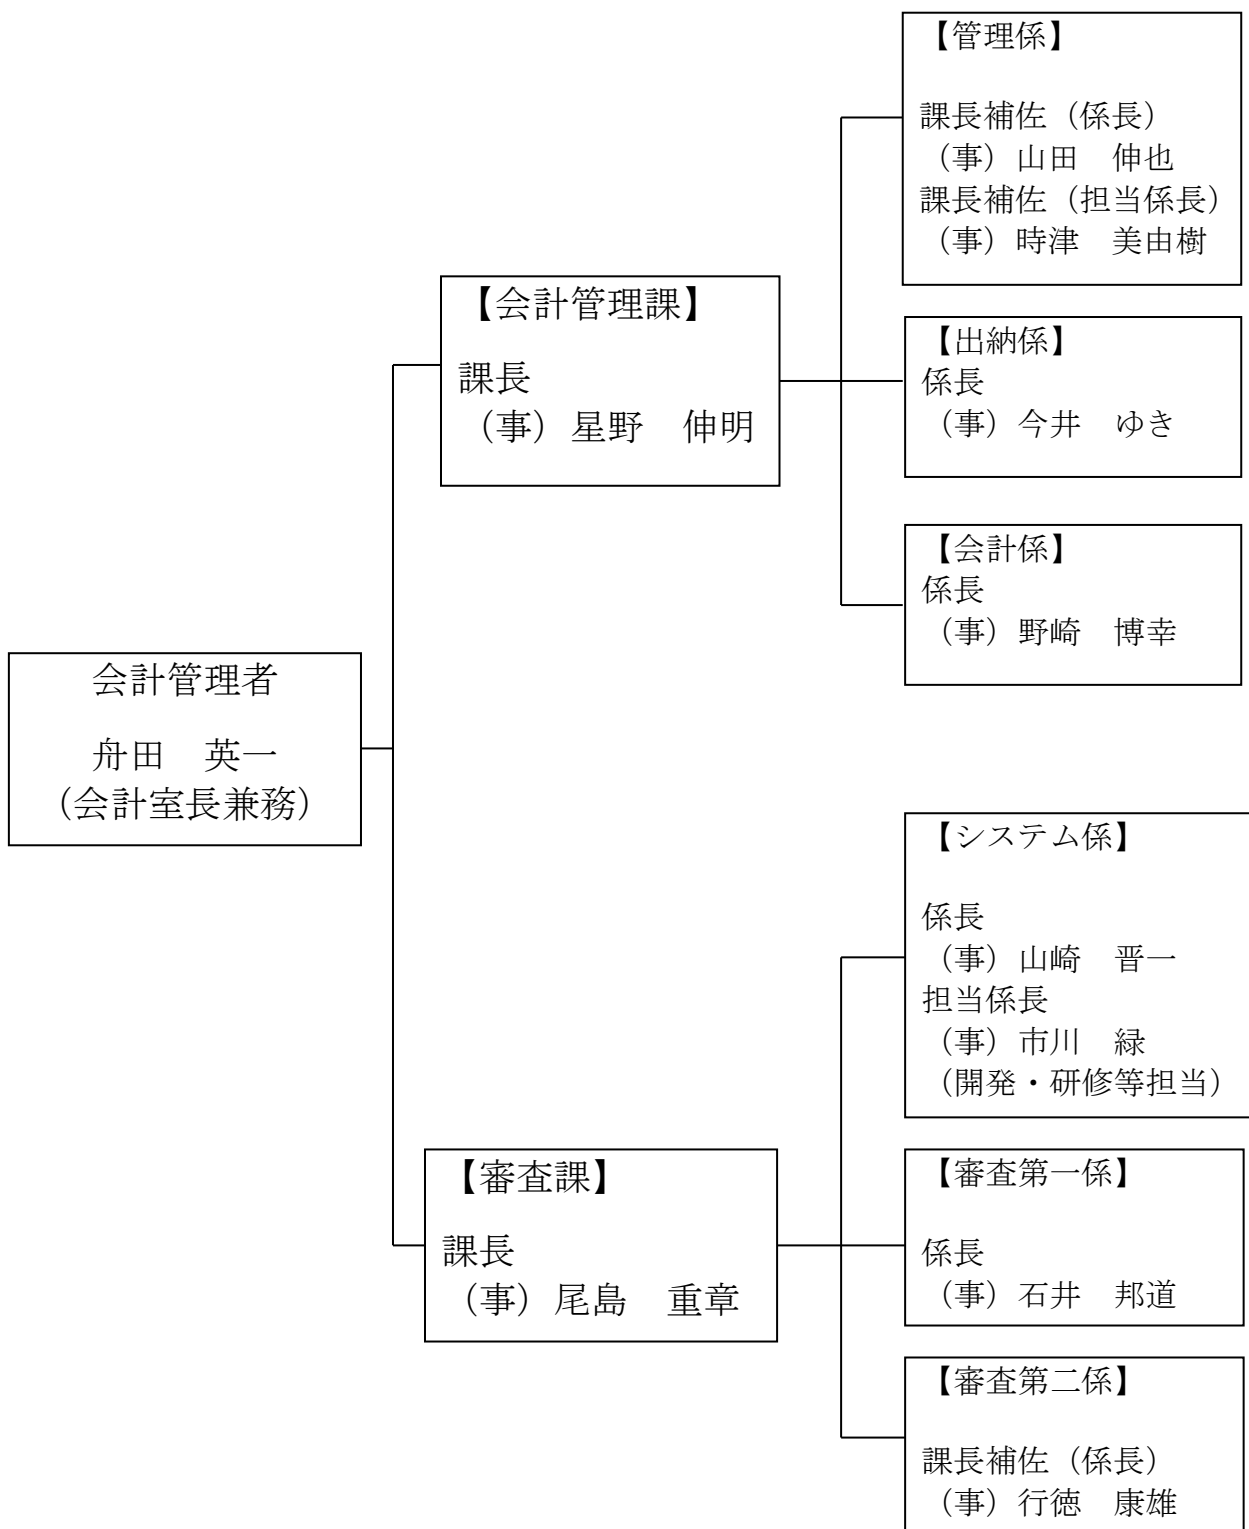 会計管理者
舟田　英一
（会計室長兼務）
【会計管理課】
課長
（事）星野　伸明
【管理係】
課長補佐（係長）
（事）山田　伸也
課長補佐（担当係長）
（事）時津　美由樹
【出納係】
係長
（事）今井　ゆき
【会計係】
係長
（事）野崎　博幸
【審査課】
課長
（事）尾島　重章
【システム係】
係長
（事）山崎　晋一
担当係長
（事）市川　緑
（開発・研修等担当）
【審査第一係】
係長
（事）石井　邦道
【審査第二係】
課長補佐（係長）
（事）行徳　康雄